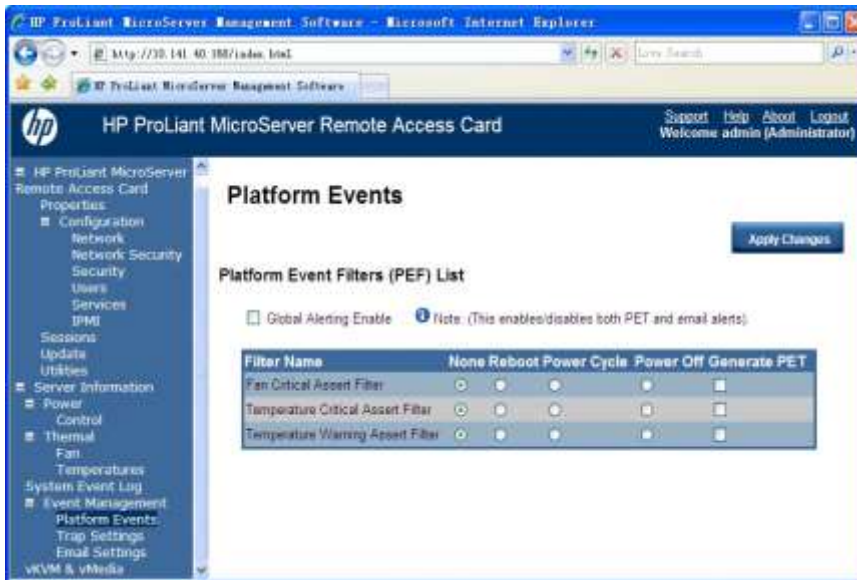 HP ProLiant MicroServer Management Software - Microsoft Internet Explorer
http://10.141.40.188/index.html
Live Search
HP ProLiant MicroServer Management Software
hp
HP ProLiant MicroServer Remote Access Card
Support Help About Logout
Welcome admin (Administrator)
HP ProLiant MicroServer
Remote Access Card
Properties
Configuration
Network
Network Security
Security
Users
Services
IPMI
Sessions
Update
Utilities
Server Information
Power
Control
Thermal
Fan
Temperatures
System Event Log
Event Management
Platform Events
Trap Settings
Email Settings
vKVM & vMedia
Platform Events
Apply Changes
Platform Event Filters (PEF) List
Global Alerting Enable
Note: (This enables/disables both PET and email alerts).
Filter Name None Reboot Power Cycle Power Off Generate PET
Fan Critical Assert Filter
Temperature Critical Assert Filter
Temperature Warning Assert Filter